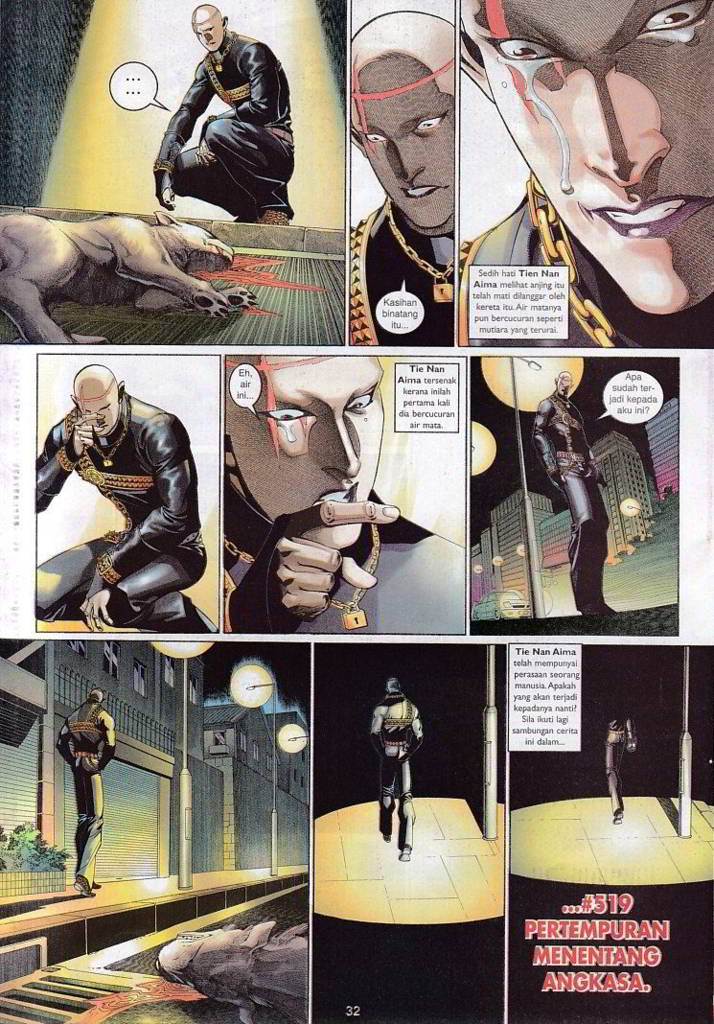 ...
Kasihan
binatang
itu...
Sedih hati Tien Nan
Aima melihat anjing itu
telah mati dilanggar oleh
kereta itu. Air matanya
pun bercucuran seperti
mutiara yang terurai.
Eh,
air
ini...
Tie Nan
Aima tersenak
kerana inilah
pertama kali
dia bercucuran
air mata.
Apa
sudah ter-
jadi kepada
aku ini?
Tie Nan Aima
telah mempunyai
perasaan seorang
manusia. Apakah
yang akan terjadi
kepadanya nanti?
Sila ikuti lagi
sambungan cerita
ini dalam...
...#319
PERTEMPURAN
MENENTANG
ANGKASA.
32